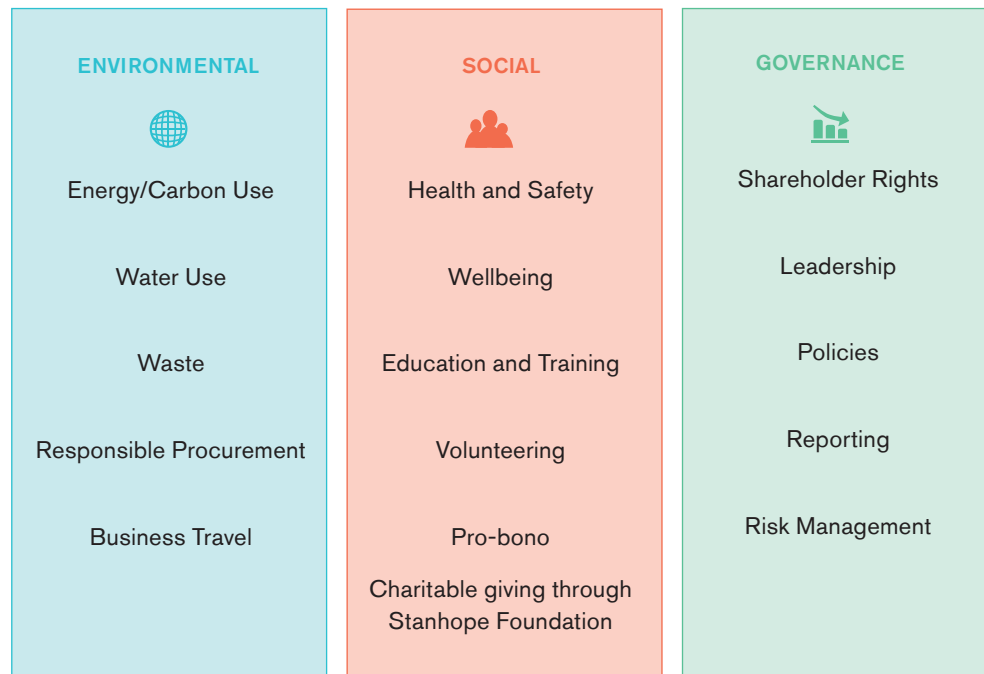 ENVIRONMENTAL
Energy/Carbon Use
Water Use
Waste
Responsible Procurement
Business Travel
SOCIAL
Health and Safety
Wellbeing
Education and Training
Volunteering
Pro-bono
Charitable giving through
Stanhope Foundation
GOVERNANCE
Shareholder Rights
Leadership
Policies
Reporting
Risk Management